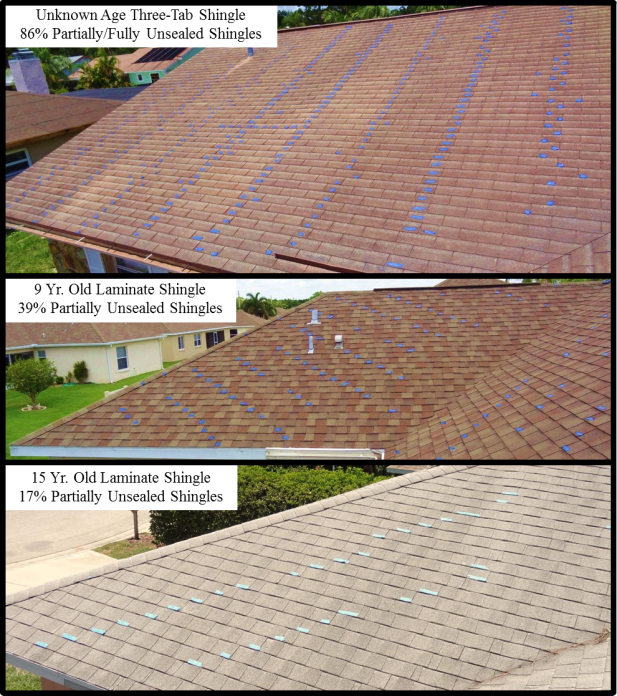 Unknown Age Three-Tab Shingle
86% Partially/Fully Unsealed Shingles
9 Yr. Old Laminate Shingle
39% Partially Unsealed Shingles
15 Yr. Old Laminate Shingle
17% Partially Unsealed Shingles